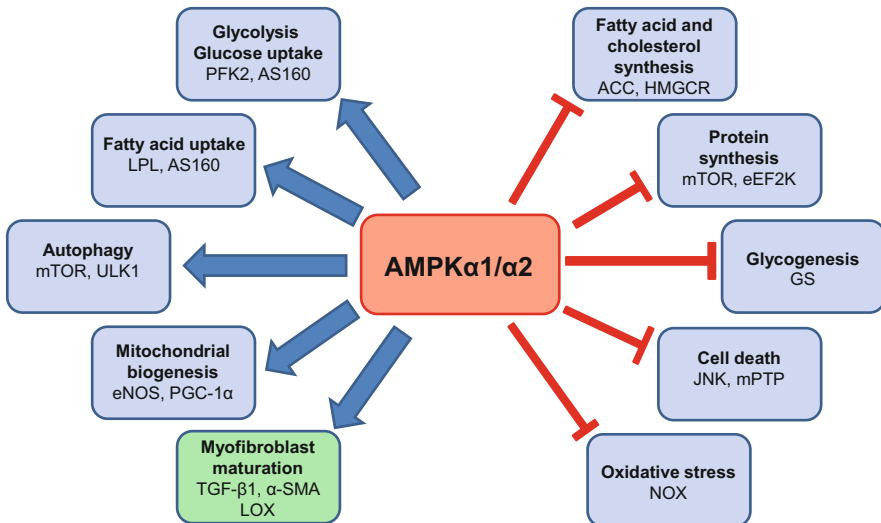 Glycolysis
Glucose uptake
PFK2, AS160
Fatty acid uptake
LPL, AS160
Autophagy
mTOR, ULK1
Mitochondrial
biogenesis
eNOS, PGC-1α
Myofibroblast
maturation
TGF-β1, α-SMA
LOX
AMPKα1/α2
Fatty acid and
cholesterol
synthesis
ACC, HMGCR
Protein
synthesis
mTOR, eEF2K
Glycogenesis
GS
Cell death
JNK, mPTP
Oxidative stress
NOX